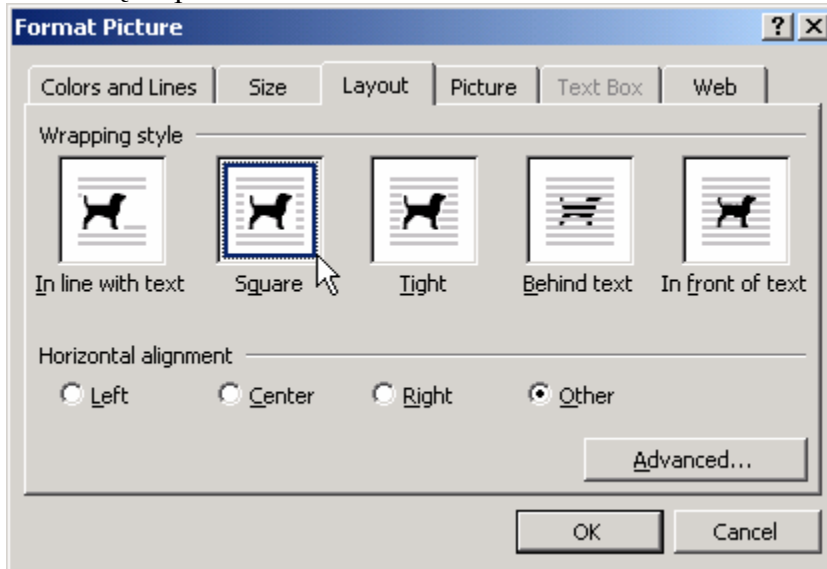 Format Picture
Colors and Lines Size Layout Picture Text Box Web
Wrapping style
In line with text Square Tight Behind text In front of text
Horizontal alignment
Left Center Right Other
Advanced...
OK Cancel